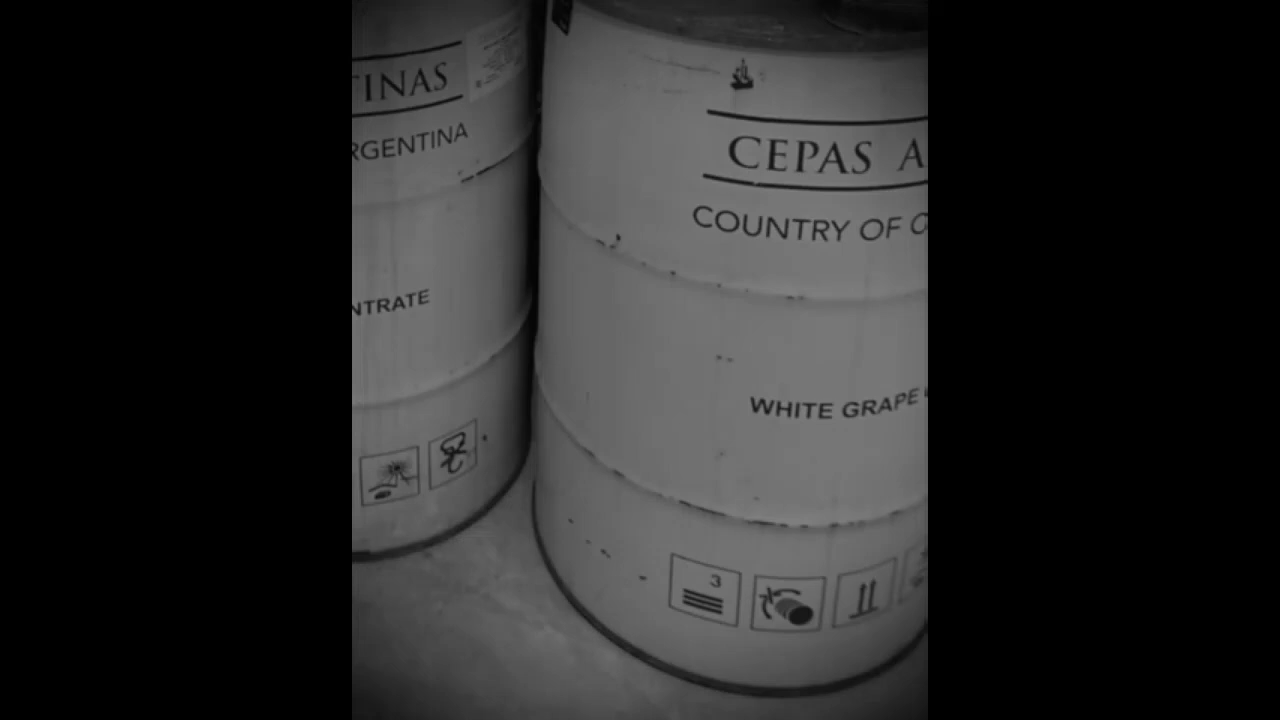 TINAS
RGENTINA
NTRATE
CEPAS A
COUNTRY OF
WHITE GRAPE
3